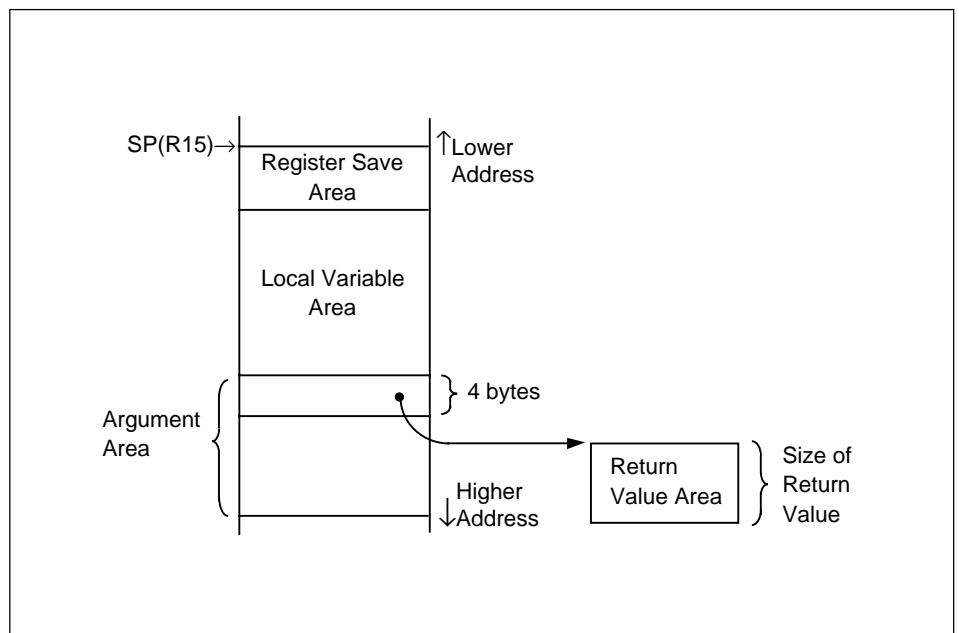 SP(R15)→
↑Lower
Address
Register Save
Area
Local Variable
Area
4 bytes
Argument
Area
Return
Value Area
Size of
Return
Value
↓Higher
Address